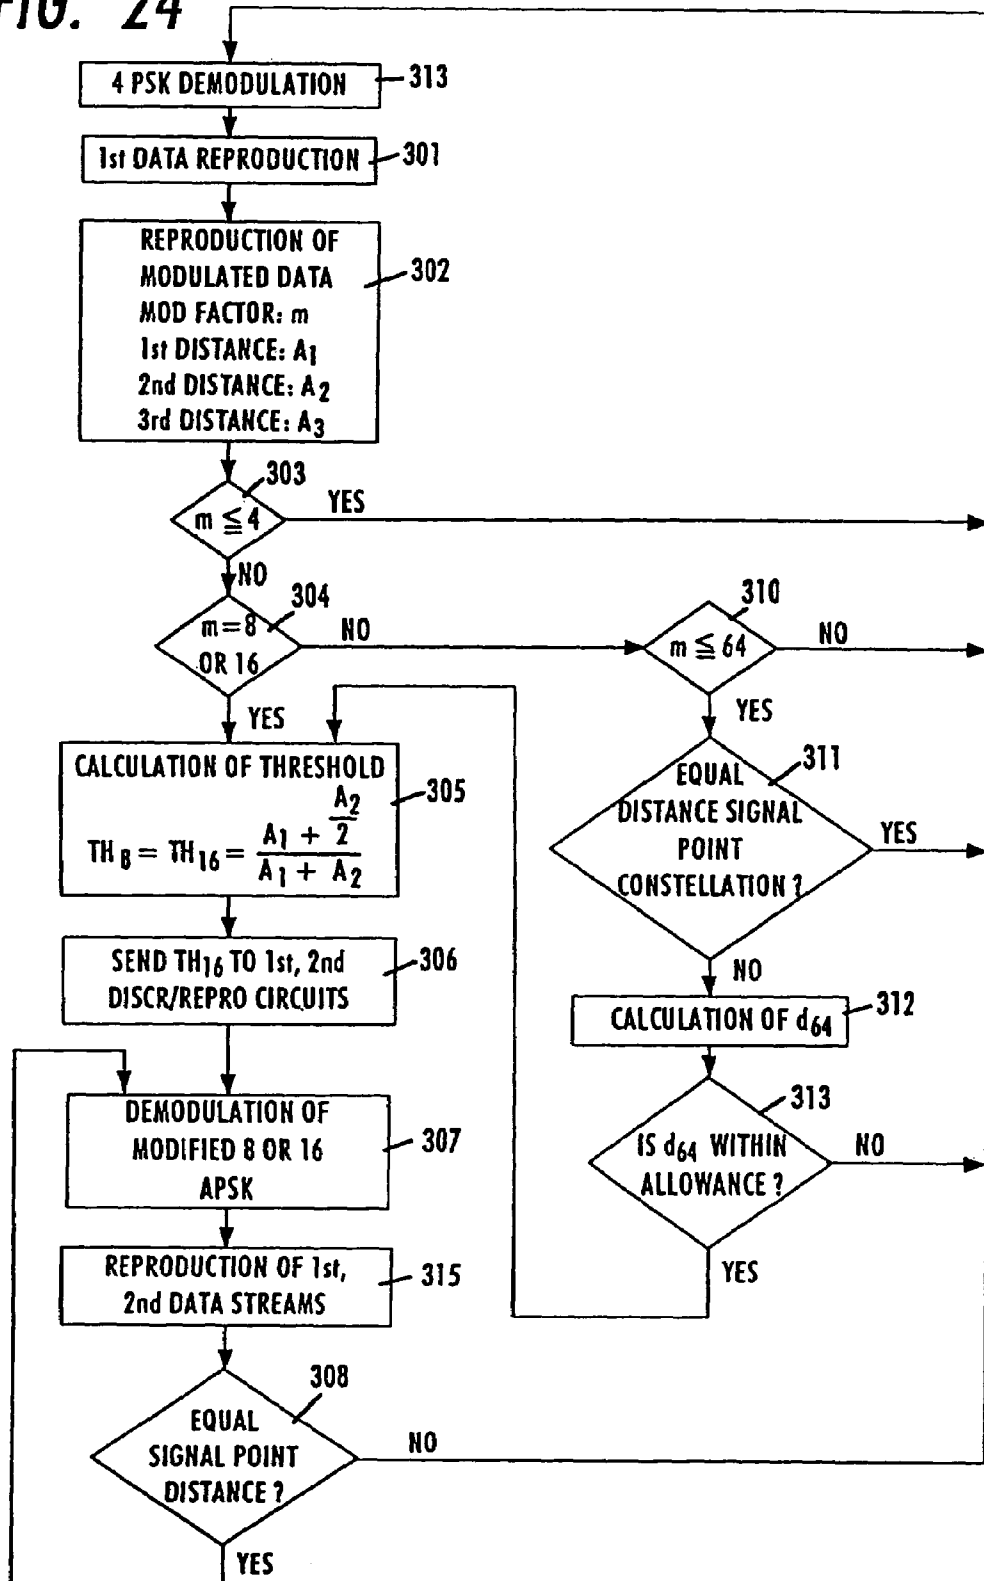 FIG. 24
4 PSK DEMODULATION
313
1st DATA REPRODUCTION
301
REPRODUCTION OF
MODULATED DATA
MOD FACTOR: m
1st DISTANCE: A1
2nd DISTANCE: A2
3rd DISTANCE: A3
302
303
m ≦ 4
YES
NO
304
m=8
OR 16
NO
YES
310
m ≦ 64
NO
YES
CALCULATION OF THRESHOLD
TH8 = TH16 = (A1 + A2/2) / (A1 + A2)
305
311
EQUAL
DISTANCE SIGNAL
POINT
CONSTELLATION ?
YES
NO
SEND TH16 TO 1st, 2nd
DISCR/REPRO CIRCUITS
306
CALCULATION OF d64
312
DEMODULATION OF
MODIFIED 8 OR 16
APSK
307
313
IS d64 WITHIN
ALLOWANCE ?
NO
YES
REPRODUCTION OF 1st,
2nd DATA STREAMS
315
308
EQUAL
SIGNAL POINT
DISTANCE ?
NO
YES